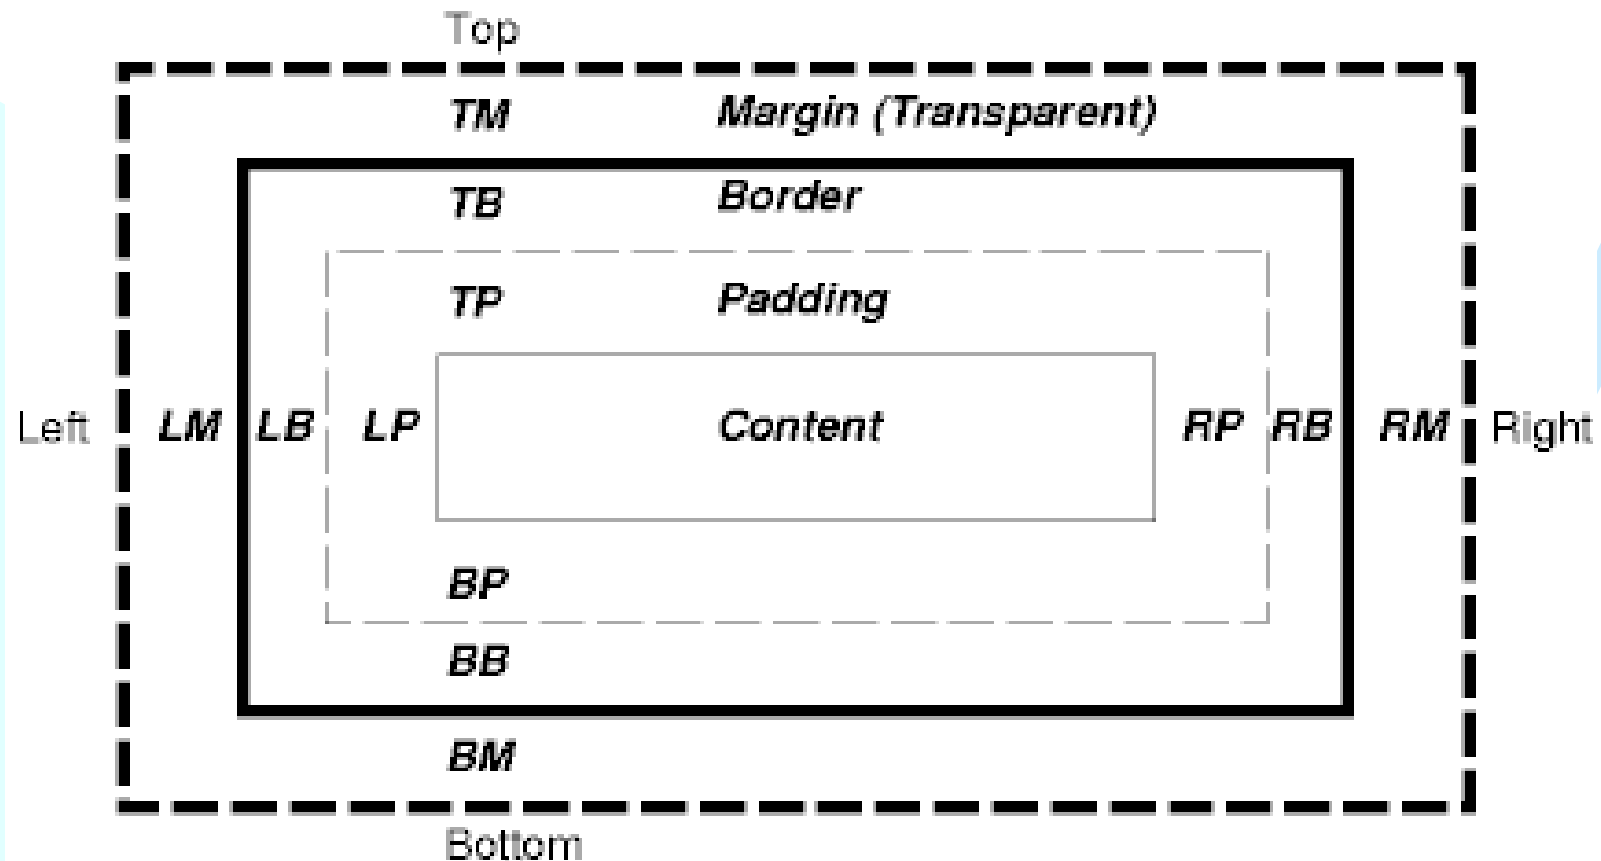 Top
TM Margin (Transparent)
TB Border
TP Padding
Left LM LB LP Content RP RB RM Right
BP
BB
BM
Bottom